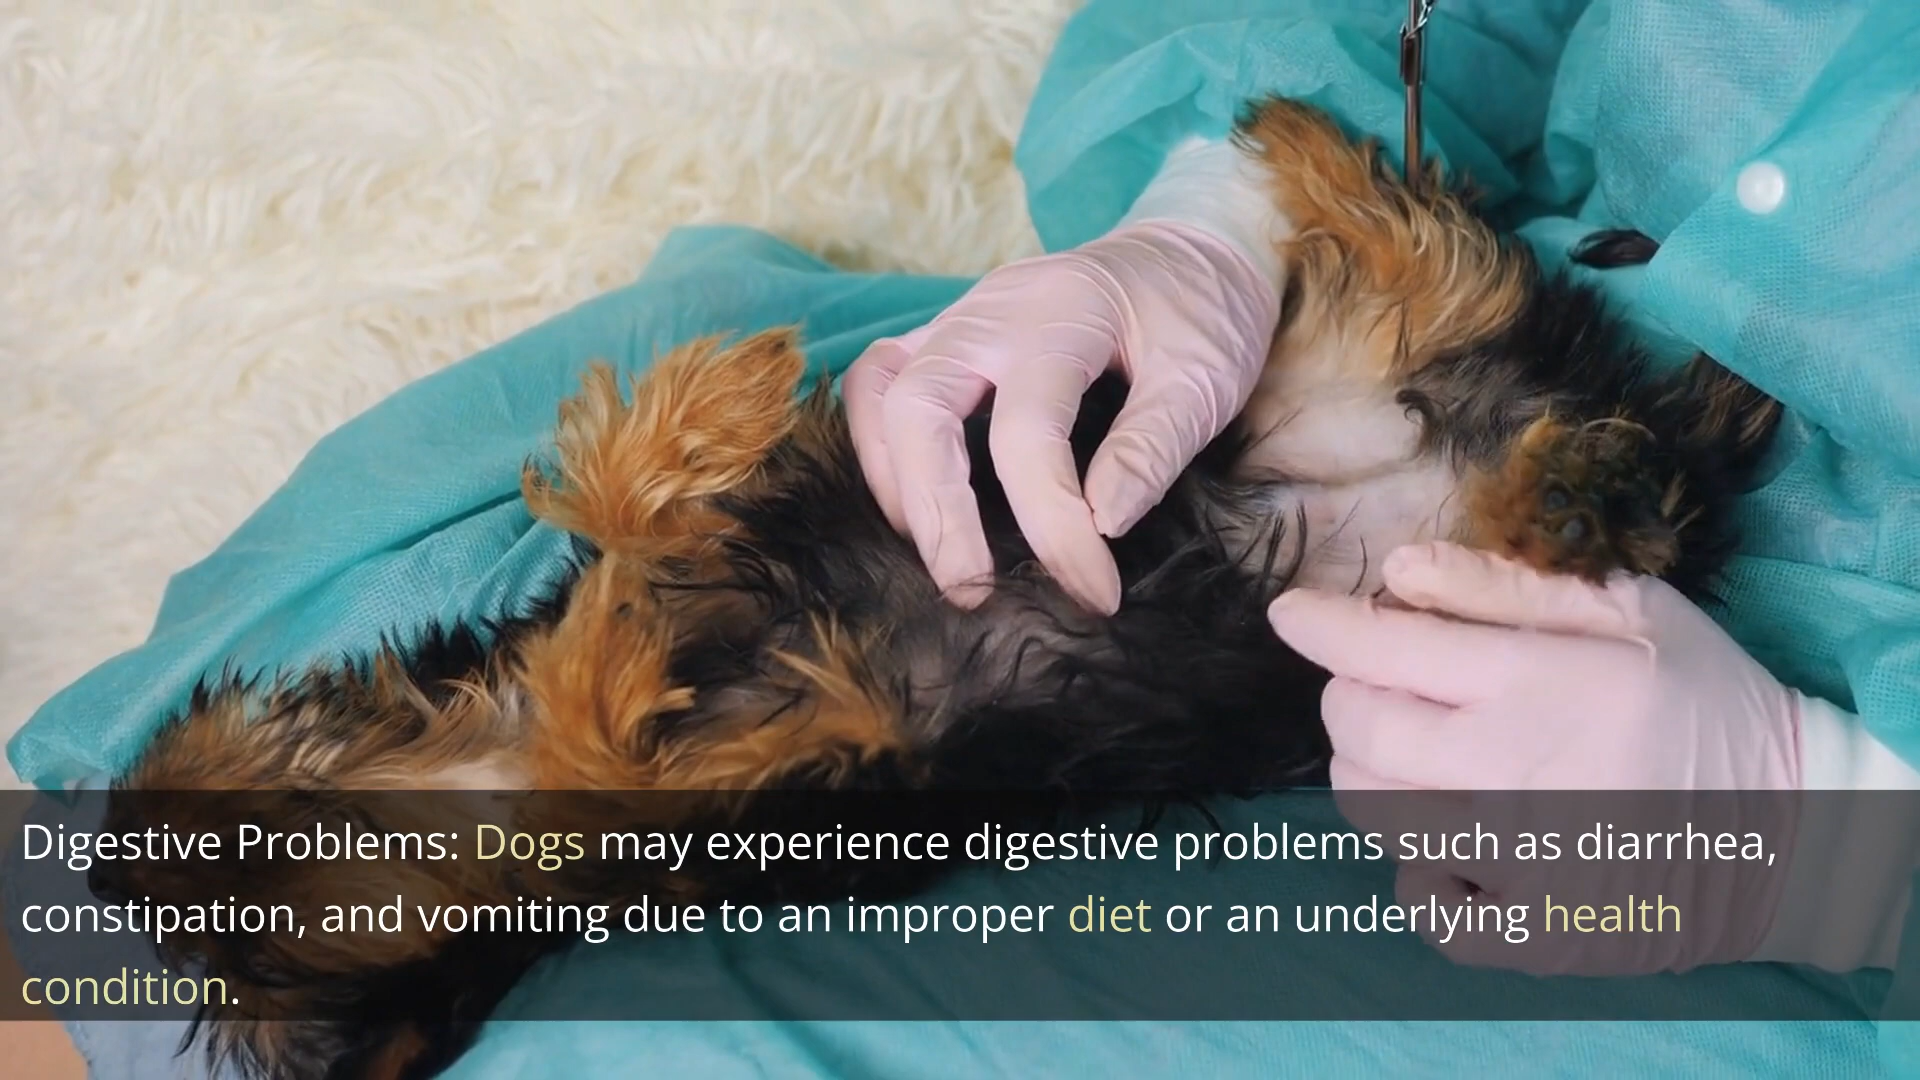 Digestive Problems: Dogs may experience digestive problems such as diarrhea,
constipation, and vomiting due to an improper diet or an underlying health
condition.